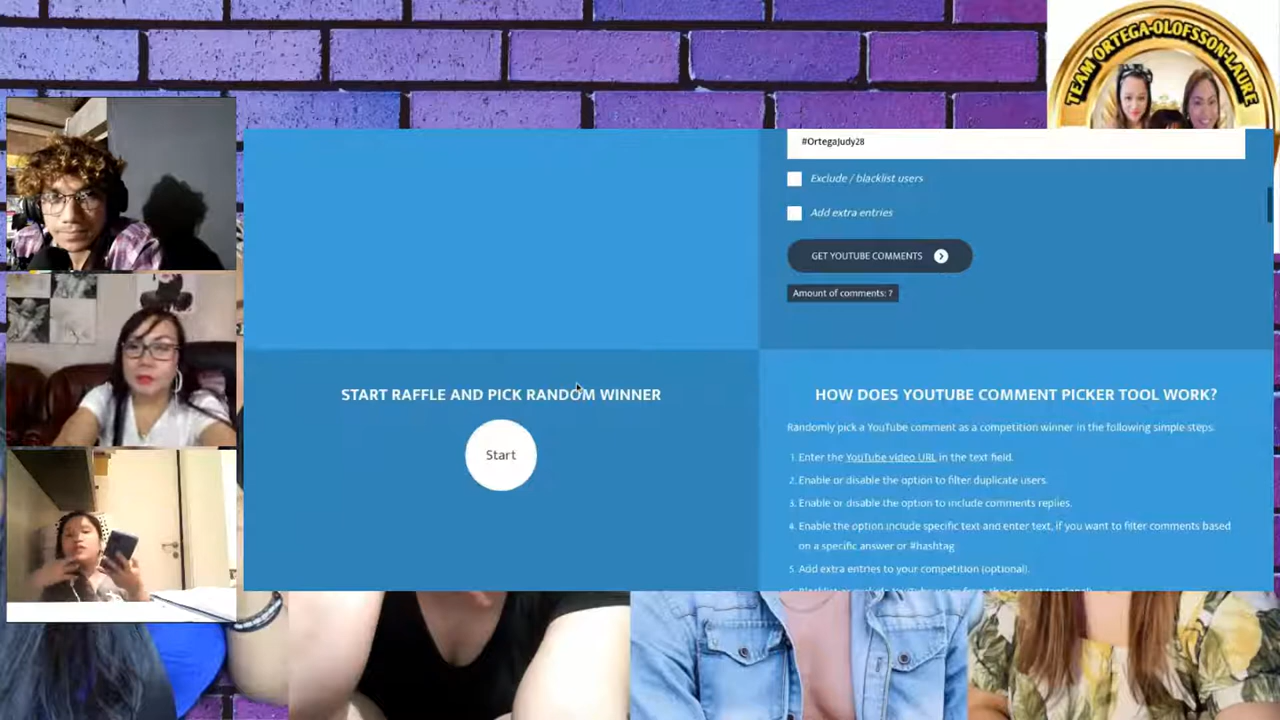 TEAM ORTEGA-OLOFSSON-LAURE
#OrtegaJudy28
Exclude / blacklist users
Add extra entries
GET YOUTUBE COMMENTS
Amount of comments: 7
START RAFFLE AND PICK RANDOM WINNER
Start
HOW DOES YOUTUBE COMMENT PICKER TOOL WORK?
Randomly pick a YouTube comment as a competition winner in the following simple steps.
1. Enter the YouTube video URL in the text field.
2. Enable or disable the option to filter duplicate users.
3. Enable or disable the option to include comments replies.
4. Enable the option include specific text and enter text, if you want to filter comments based
on a specific answer or #hashtag
5. Add extra entries to your competition (optional).